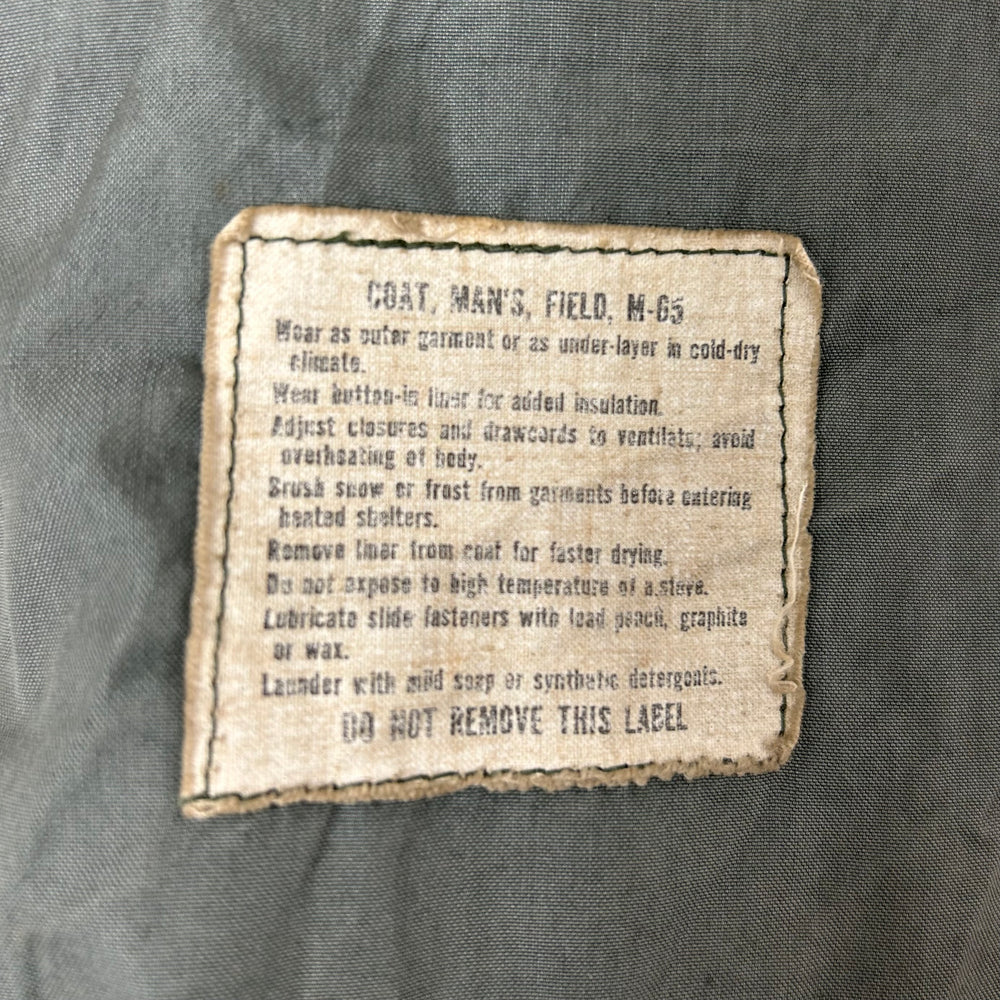 COAT, MAN'S, FIELD, M-65
Wear as outer garment or as under-layer in cold-dry
climate.
Wear button-in liner for added insulation.
Adjust closures and drawcords to ventilate; avoid
overheating of body.
Brush snow or frost from garments before entering
heated shelters.
Remove liner from coat for faster drying.
Do not expose to high temperature of a stove.
Lubricate slide fasteners with lead pencil, graphite
or wax.
Launder with mild soap or synthetic detergents.
DO NOT REMOVE THIS LABEL